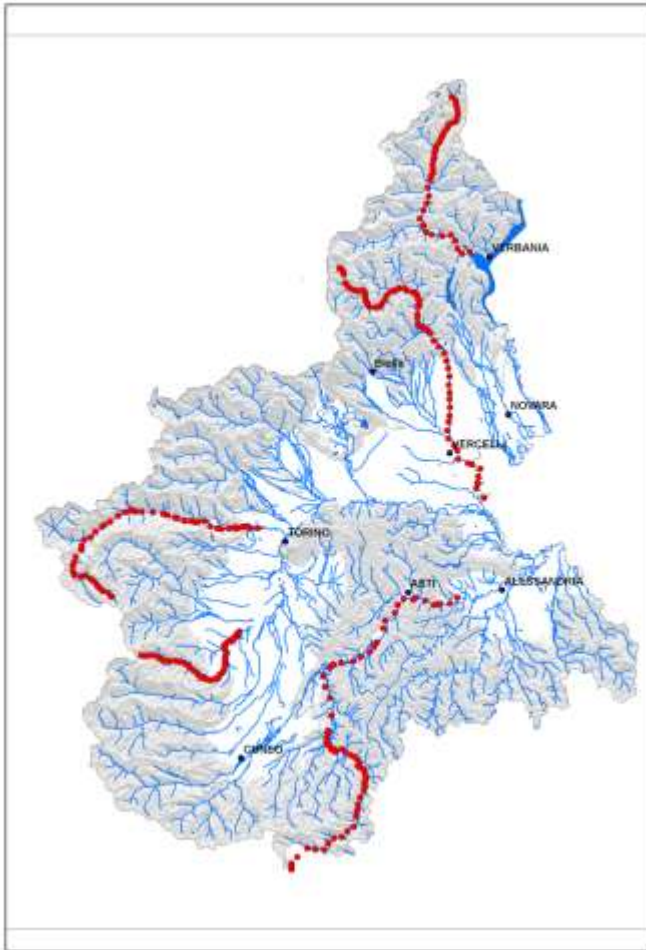 VERBANIA
Biella
NOVARA
VERCELLI
TORINO
ASTI
ALESSANDRIA
CUNEO